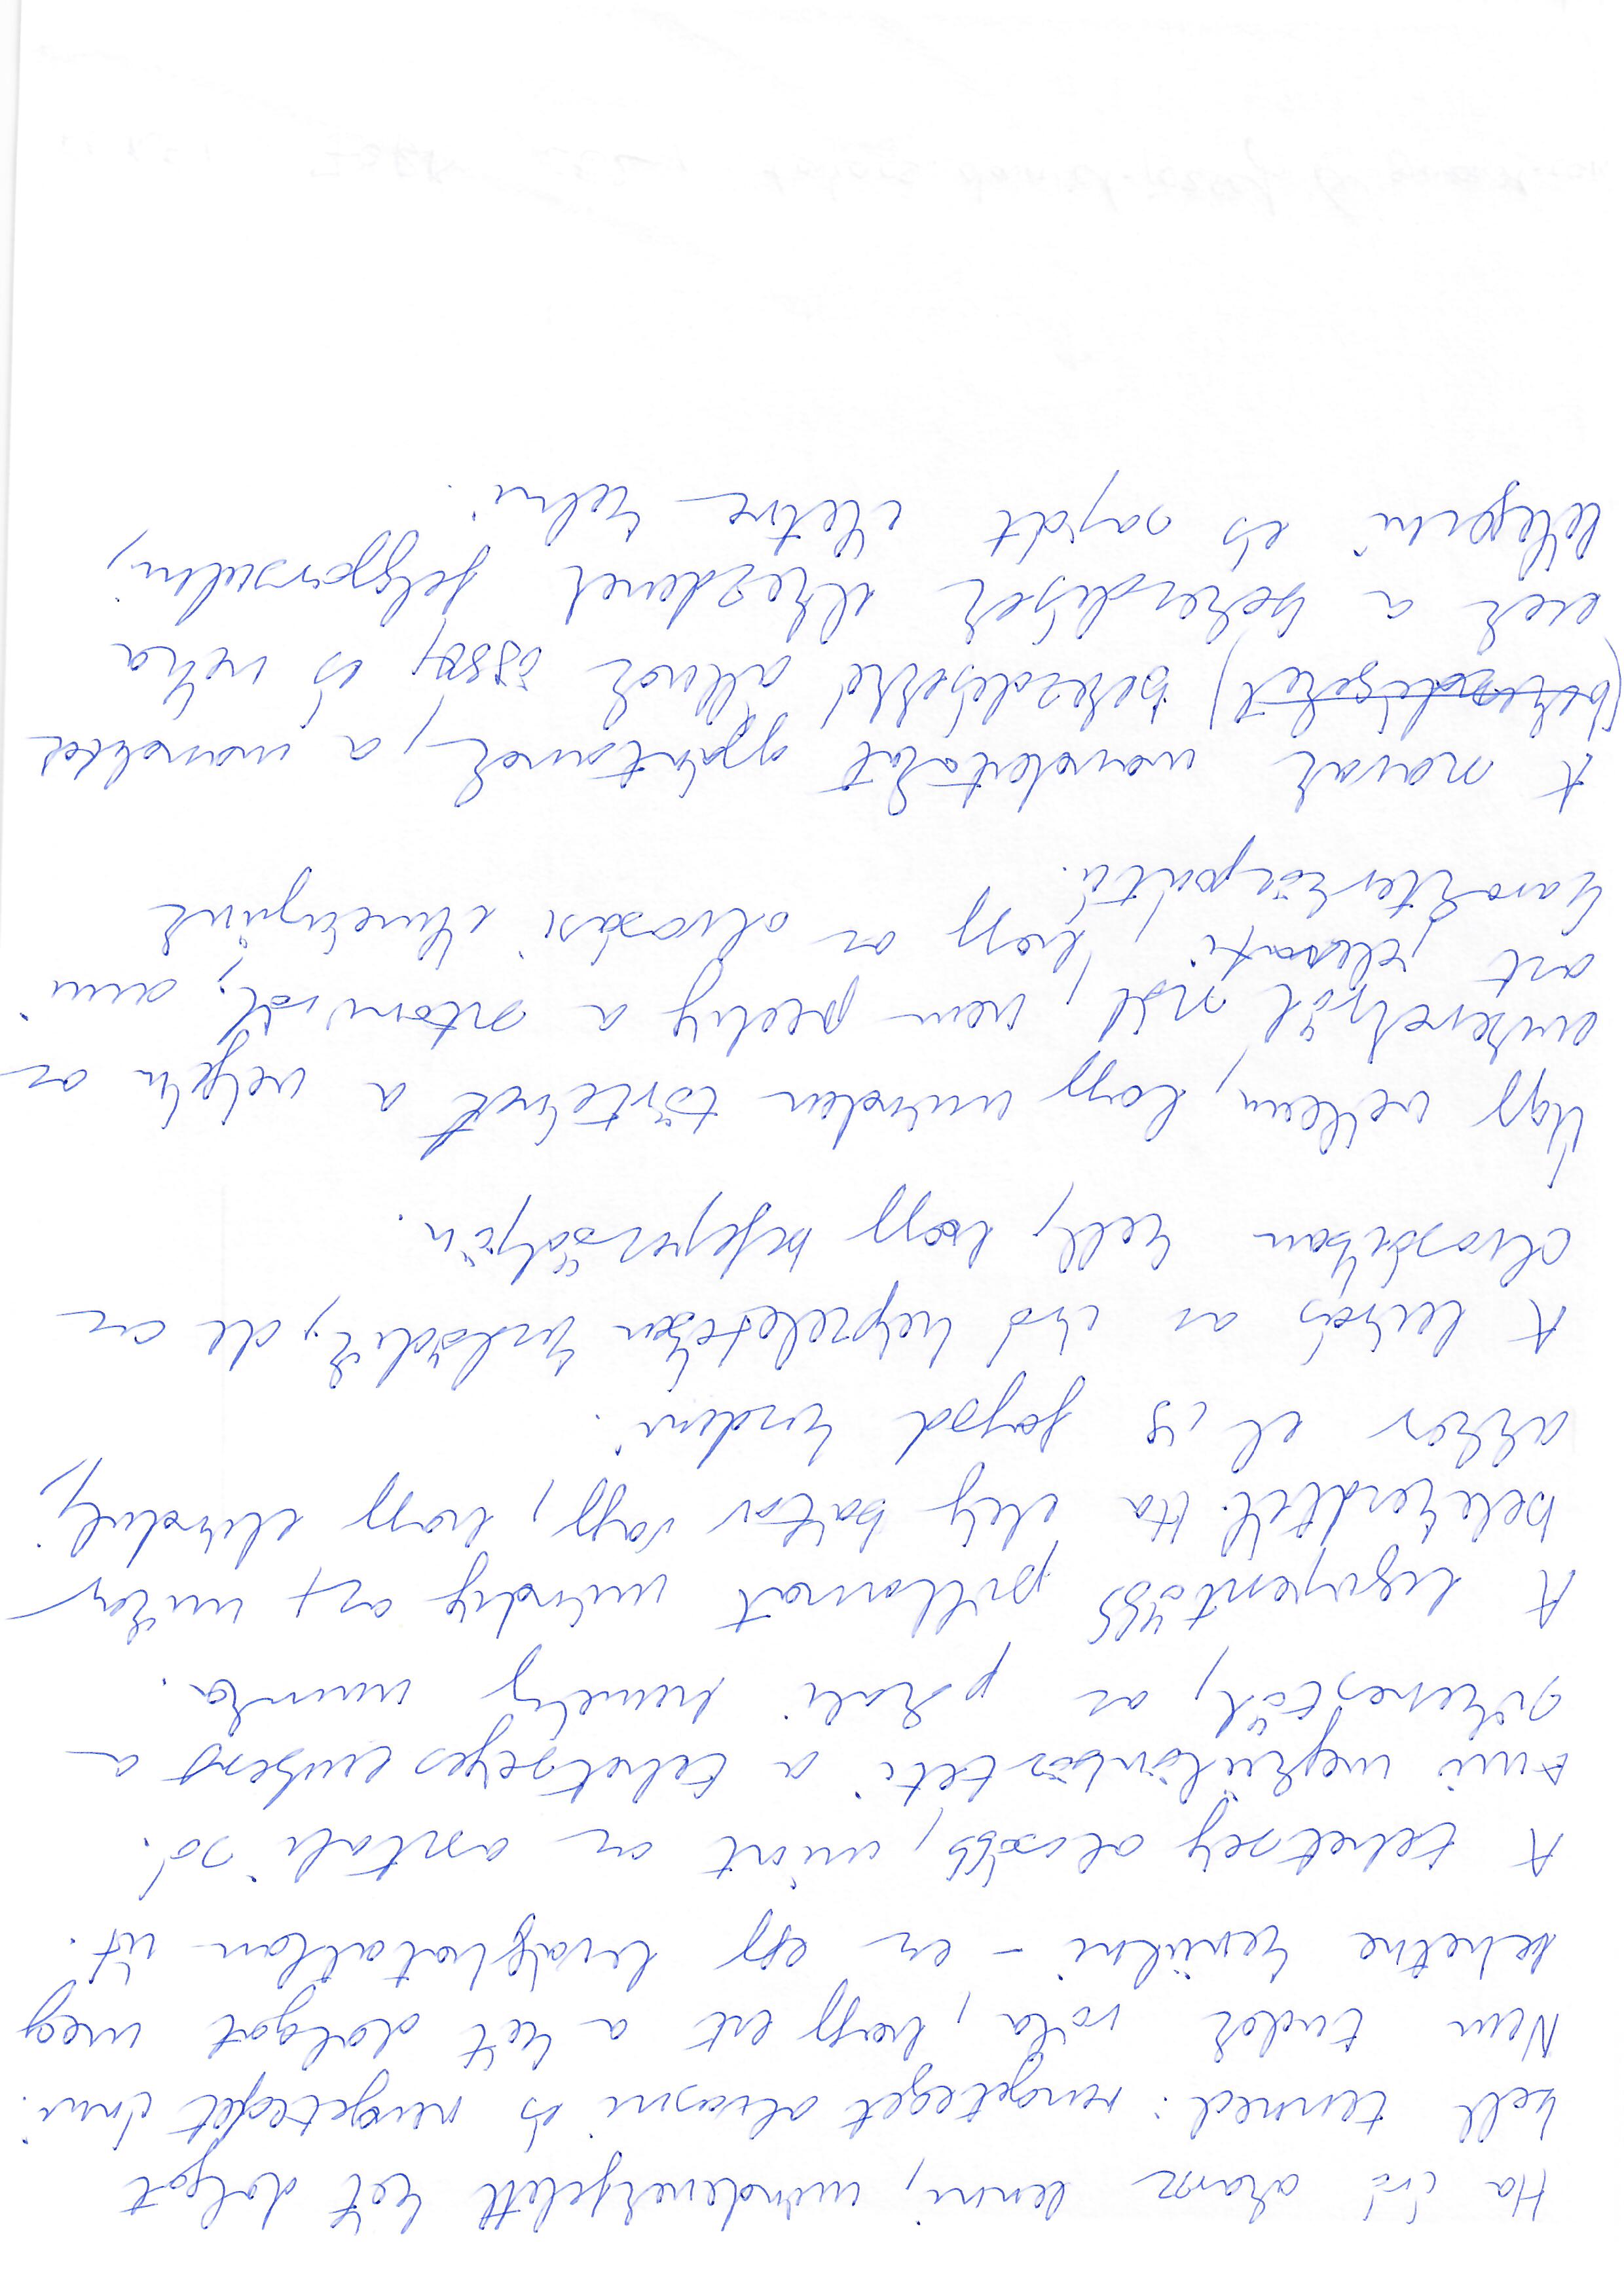 Ha író akarsz lenni, mindenekfelett két dolgot
kell tenned: rengeteget olvasni és rengeteget írni.
Nem tudok róla, hogy ezt a két dolgot meg
lehetne kerülni – ez egy levághatatlan út.
A tehetség olcsóbb, mint az asztali só.
Ami megkülönbözteti a tehetséges embert a
sikerestől, az pokoli kemény munka.
A legijesztőbb pillanat mindig az, mikor
belekezdtél. Ha elég bátor vagy, hogy elindulj,
akkor el is fogod kezdeni.
A leírás az író képzeletében kezdődik, de az
olvasóéban kell, hogy befejeződjön.
Úgy vélem, hogy minden történet a végén az
emberekről szól, nem pedig a sztoriról, ami
azt jelenti, hogy az olvasási élményünk
karakterközpontú.
A szavak mondatokat gyártanak, a mondatok
(bekezdéseket) bekezdésekké állnak össze, és néha
ezek a bekezdések elkezdenek felgyorsulni,
lélegezni és saját életre kelni.